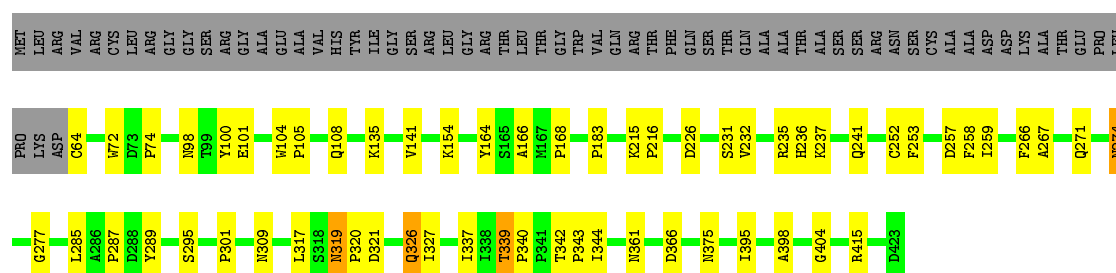 MET LEU ARG VAL ARG CYS LEU ARG GLY GLY SER ARG GLY ALA GLU ALA VAL HIS TYR ILE GLY SER ARG LEU GLY ARG THR LEU THR GLY TRP VAL GLN ARG THR PHE GLN SER THR GLN ALA ALA THR ALA SER SER ARG ASN SER CYS ALA ALA ASP ASP LYS ALA THR GLU PRO
PRO LYS ASP C64 W72 D73 P74 N98 T99 Y100 E101 W104 P105 Q108 K135 V141 K154 Y164 S165 A166 M167 P168 P183 K215 P216 D226 S231 V232 R235 H236 K237 Q241 C252 F253 D257 F258 I259 F266 A267 Q271
G277 L285 A286 P287 D288 Y289 S295 P301 N309 L317 S318 N319 P320 D321 Q326 I327 I337 I338 T339 P340 P341 T342 P343 I344 N361 D366 N375 I395 A398 G404 R415 D423